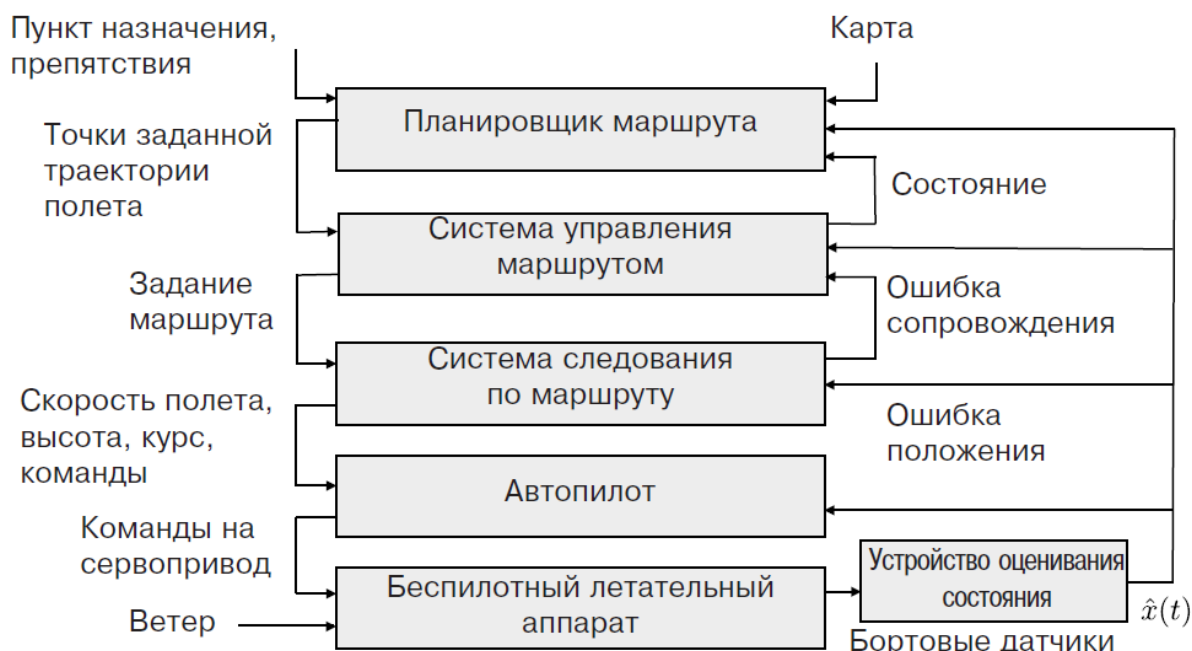 Пункт назначения,
препятствия
Карта
Планировщик маршрута
Точки заданной
траектории
полета
Состояние
Система управления
маршрутом
Задание
маршрута
Ошибка
сопровождения
Система следования
по маршруту
Скорость полета,
высота, курс,
команды
Ошибка
положения
Автопилот
Команды на
сервопривод
Устройство оценивания
состояния
Беспилотный летательный
аппарат
Ветер
x̂(t)
Бортовые датчики